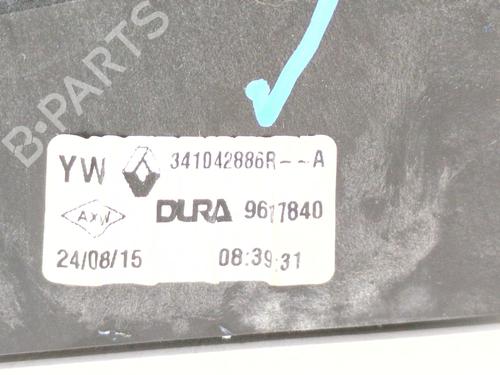 B-PARTS
YW 341042886R--A
AXW DURA 9617840
24/08/15 08:39:31